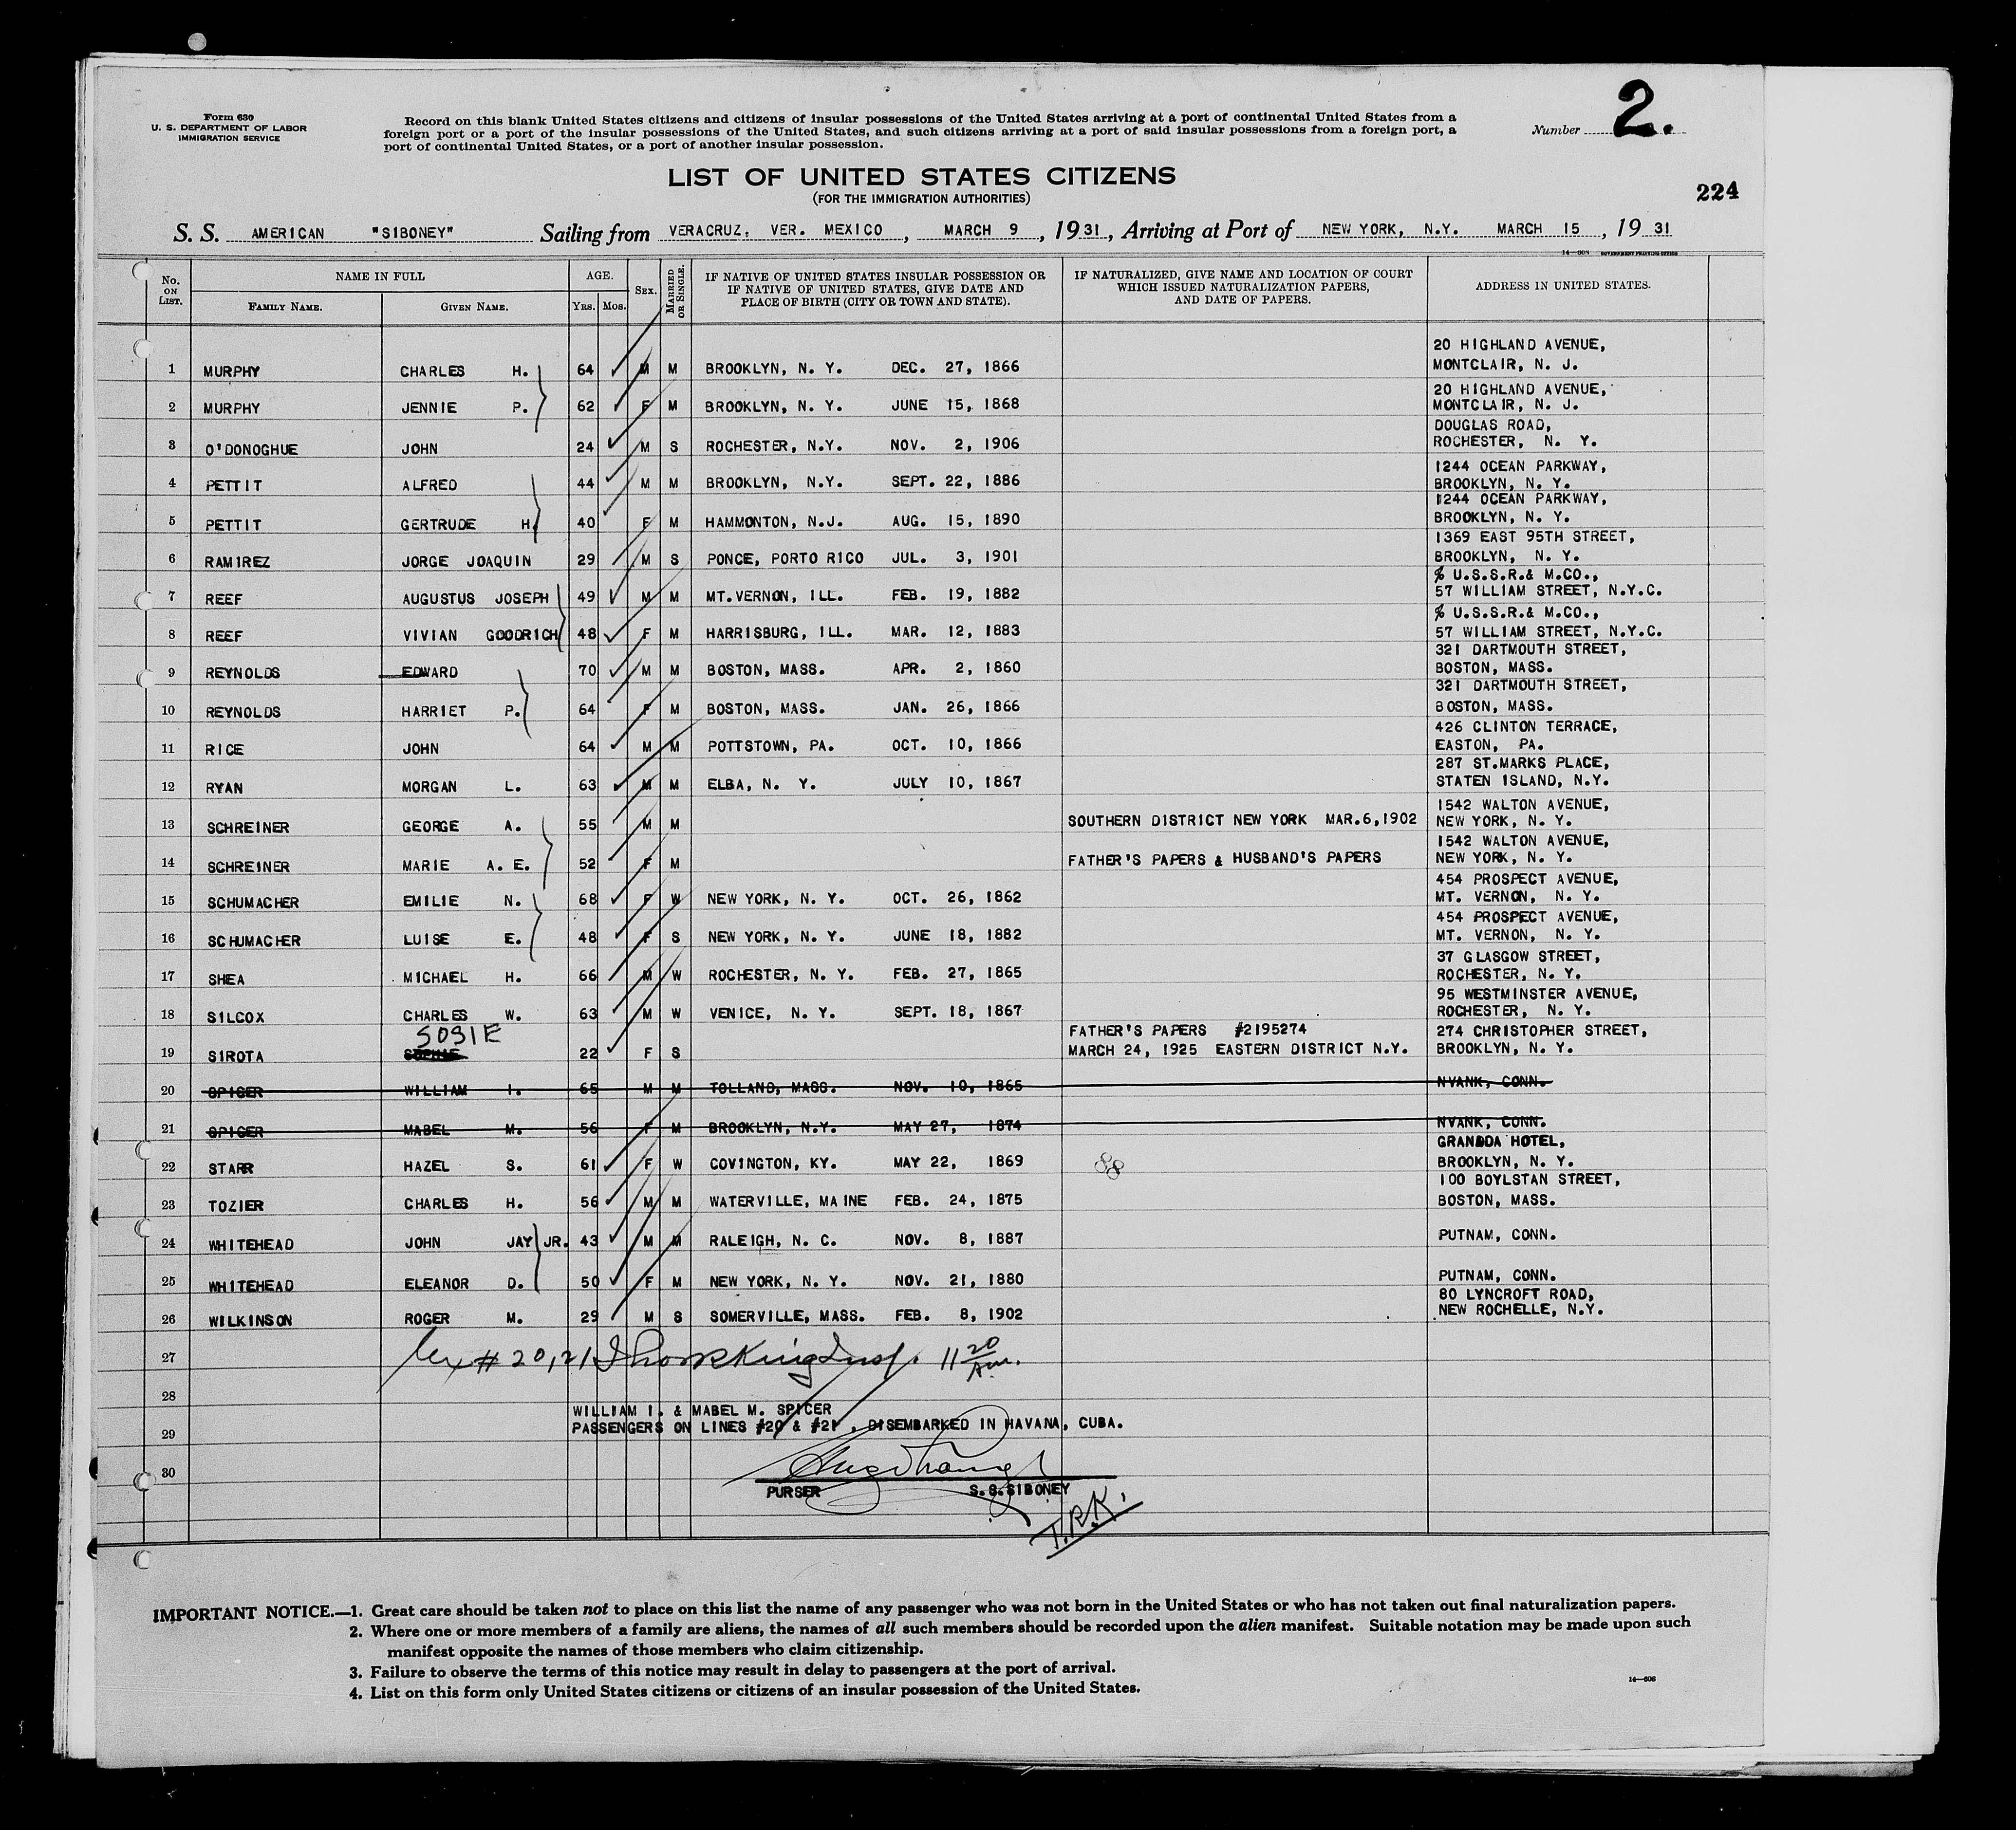 Form 630
U. S. DEPARTMENT OF LABOR
IMMIGRATION SERVICE
Record on this blank United States citizens and citizens of insular possessions of the United States arriving at a port of continental United States from a
foreign port or a port of the insular possessions of the United States, and such citizens arriving at a port of said insular possessions from a foreign port, a
port of continental United States, or a port of another insular possession.
Number 2.
LIST OF UNITED STATES CITIZENS
(FOR THE IMMIGRATION AUTHORITIES)
224
S. S. AMERICAN "SIBONEY" Sailing from VERACRUZ, VER. MEXICO, MARCH 9, 1931, Arriving at Port of NEW YORK, N.Y. MARCH 15, 1931
14—608 GOVERNMENT PRINTING OFFICE
No. ON LIST. NAME IN FULL FAMILY NAME. GIVEN NAME. AGE. YRS. MOS. SEX. MARRIED OR SINGLE. IF NATIVE OF UNITED STATES INSULAR POSSESSION OR IF NATIVE OF UNITED STATES, GIVE DATE AND PLACE OF BIRTH (CITY OR TOWN AND STATE). IF NATURALIZED, GIVE NAME AND LOCATION OF COURT WHICH ISSUED NATURALIZATION PAPERS, AND DATE OF PAPERS. ADDRESS IN UNITED STATES.
1 MURPHY CHARLES H. 64 M M BROOKLYN, N. Y. DEC. 27, 1866 20 HIGHLAND AVENUE, MONTCLAIR, N. J.
2 MURPHY JENNIE P. 62 F M BROOKLYN, N. Y. JUNE 15, 1868 20 HIGHLAND AVENUE, MONTCLAIR, N. J.
3 O'DONOGHUE JOHN 24 M S ROCHESTER, N.Y. NOV. 2, 1906 DOUGLAS ROAD, ROCHESTER, N. Y.
4 PETTIT ALFRED 44 M M BROOKLYN, N.Y. SEPT. 22, 1886 1244 OCEAN PARKWAY, BROOKLYN, N. Y.
5 PETTIT GERTRUDE H. 40 F M HAMMONTON, N.J. AUG. 15, 1890 1244 OCEAN PARKWAY, BROOKLYN, N. Y.
6 RAMIREZ JORGE JOAQUIN 29 M S PONCE, PORTO RICO JUL. 3, 1901 1369 EAST 95TH STREET, BROOKLYN, N. Y.
7 REEF AUGUSTUS JOSEPH 49 M M MT.VERNON, ILL. FEB. 19, 1882 % U.S.S.R.& M.CO., 57 WILLIAM STREET, N.Y.C.
8 REEF VIVIAN GOODRICH 48 F M HARRISBURG, ILL. MAR. 12, 1883 % U.S.S.R.& M.CO., 57 WILLIAM STREET, N.Y.C.
9 REYNOLDS EDWARD 70 M M BOSTON, MASS. APR. 2, 1860 321 DARTMOUTH STREET, BOSTON, MASS.
10 REYNOLDS HARRIET P. 64 F M BOSTON, MASS. JAN. 26, 1866 321 DARTMOUTH STREET, BOSTON, MASS.
11 RICE JOHN 64 M M POTTSTOWN, PA. OCT. 10, 1866 426 CLINTON TERRACE, EASTON, PA.
12 RYAN MORGAN L. 63 M M ELBA, N. Y. JULY 10, 1867 287 ST.MARKS PLACE, STATEN ISLAND, N.Y.
13 SCHREINER GEORGE A. 55 M M SOUTHERN DISTRICT NEW YORK MAR.6,1902 1542 WALTON AVENUE, NEW YORK, N. Y.
14 SCHREINER MARIE A. E. 52 F M FATHER'S PAPERS & HUSBAND'S PAPERS 1542 WALTON AVENUE, NEW YORK, N. Y.
15 SCHUMACHER EMILIE N. 68 F W NEW YORK, N. Y. OCT. 26, 1862 454 PROSPECT AVENUE, MT. VERNON, N. Y.
16 SCHUMACHER LUISE E. 48 F S NEW YORK, N. Y. JUNE 18, 1882 454 PROSPECT AVENUE, MT. VERNON, N. Y.
17 SHEA MICHAEL H. 66 M W ROCHESTER, N. Y. FEB. 27, 1865 37 GLASGOW STREET, ROCHESTER, N. Y.
18 SILCOX CHARLES W. 63 M W VENICE, N. Y. SEPT. 18, 1867 95 WESTMINSTER AVENUE, ROCHESTER, N. Y.
19 SIROTA SOSIE SOPHIE 22 F S FATHER'S PAPERS #2195274 MARCH 24, 1925 EASTERN DISTRICT N.Y. 274 CHRISTOPHER STREET, BROOKLYN, N. Y.
20 SPICER WILLIAM I. 65 M M TOLLAND, MASS. NOV. 10, 1865 NVANK, CONN.
21 SPICER MABEL M. 56 F M BROOKLYN, N.Y. MAY 27, 1874 NVANK, CONN.
22 STARR HAZEL S. 61 F W COVINGTON, KY. MAY 22, 1869 GRANADA HOTEL, BROOKLYN, N. Y.
23 TOZIER CHARLES H. 56 M M WATERVILLE, MAINE FEB. 24, 1875 100 BOYLSTAN STREET, BOSTON, MASS.
24 WHITEHEAD JOHN JAY JR. 43 M M RALEIGH, N. C. NOV. 8, 1887 PUTNAM, CONN.
25 WHITEHEAD ELEANOR D. 50 F M NEW YORK, N. Y. NOV. 21, 1880 PUTNAM, CONN.
26 WILKINSON ROGER M. 29 M S SOMERVILLE, MASS. FEB. 8, 1902 80 LYNCROFT ROAD, NEW ROCHELLE, N.Y.
27 # 20, 21 King Insp. 11 20 Am.
28
WILLIAM I. & MABEL M. SPICER
29 PASSENGERS ON LINES #20 & #21, DISEMBARKED IN HAVANA, CUBA.
30
PURSER S.S.SIBONEY
T.R.K.
IMPORTANT NOTICE.—1. Great care should be taken not to place on this list the name of any passenger who was not born in the United States or who has not taken out final naturalization papers.
2. Where one or more members of a family are aliens, the names of all such members should be recorded upon the alien manifest. Suitable notation may be made upon such
manifest opposite the names of those members who claim citizenship.
3. Failure to observe the terms of this notice may result in delay to passengers at the port of arrival.
4. List on this form only United States citizens or citizens of an insular possession of the United States.
14—608